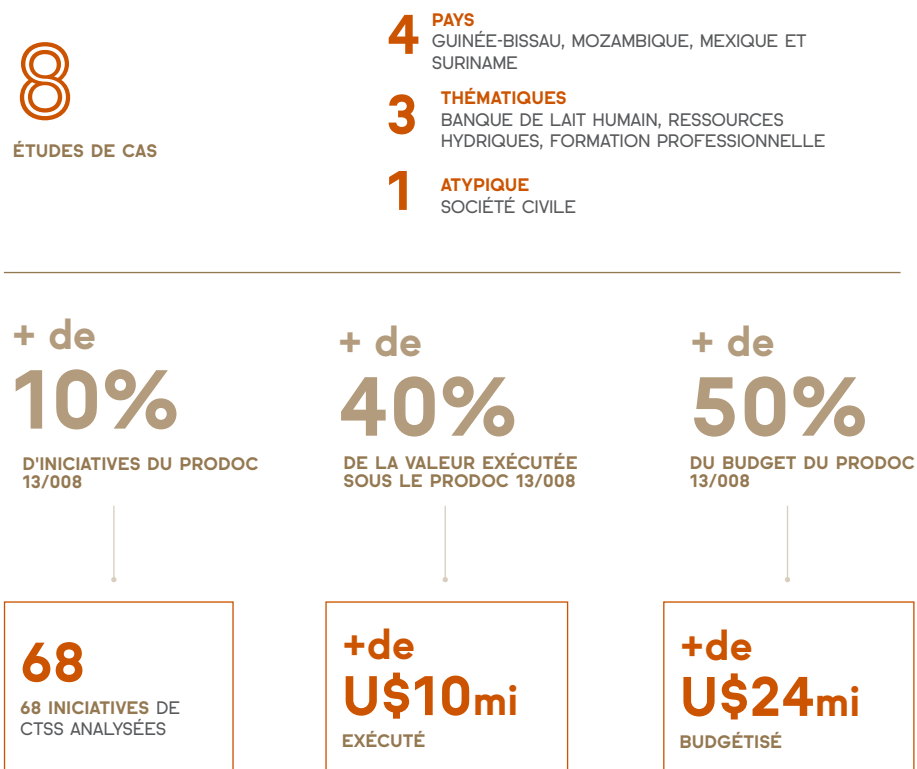 8
ÉTUDES DE CAS
4 PAYS
GUINÉE-BISSAU, MOZAMBIQUE, MEXIQUE ET
SURINAME
3 THÉMATIQUES
BANQUE DE LAIT HUMAIN, RESSOURCES
HYDRIQUES, FORMATION PROFESSIONNELLE
1 ATYPIQUE
SOCIÉTÉ CIVILE
+ de
10%
D'INICIATIVES DU PRODOC
13/008
+ de
40%
DE LA VALEUR EXÉCUTÉE
SOUS LE PRODOC 13/008
+ de
50%
DU BUDGET DU PRODOC
13/008
68
68 INICIATIVES DE
CTSS ANALYSÉES
+de
U$10mi
EXÉCUTÉ
+de
U$24mi
BUDGÉTISÉ